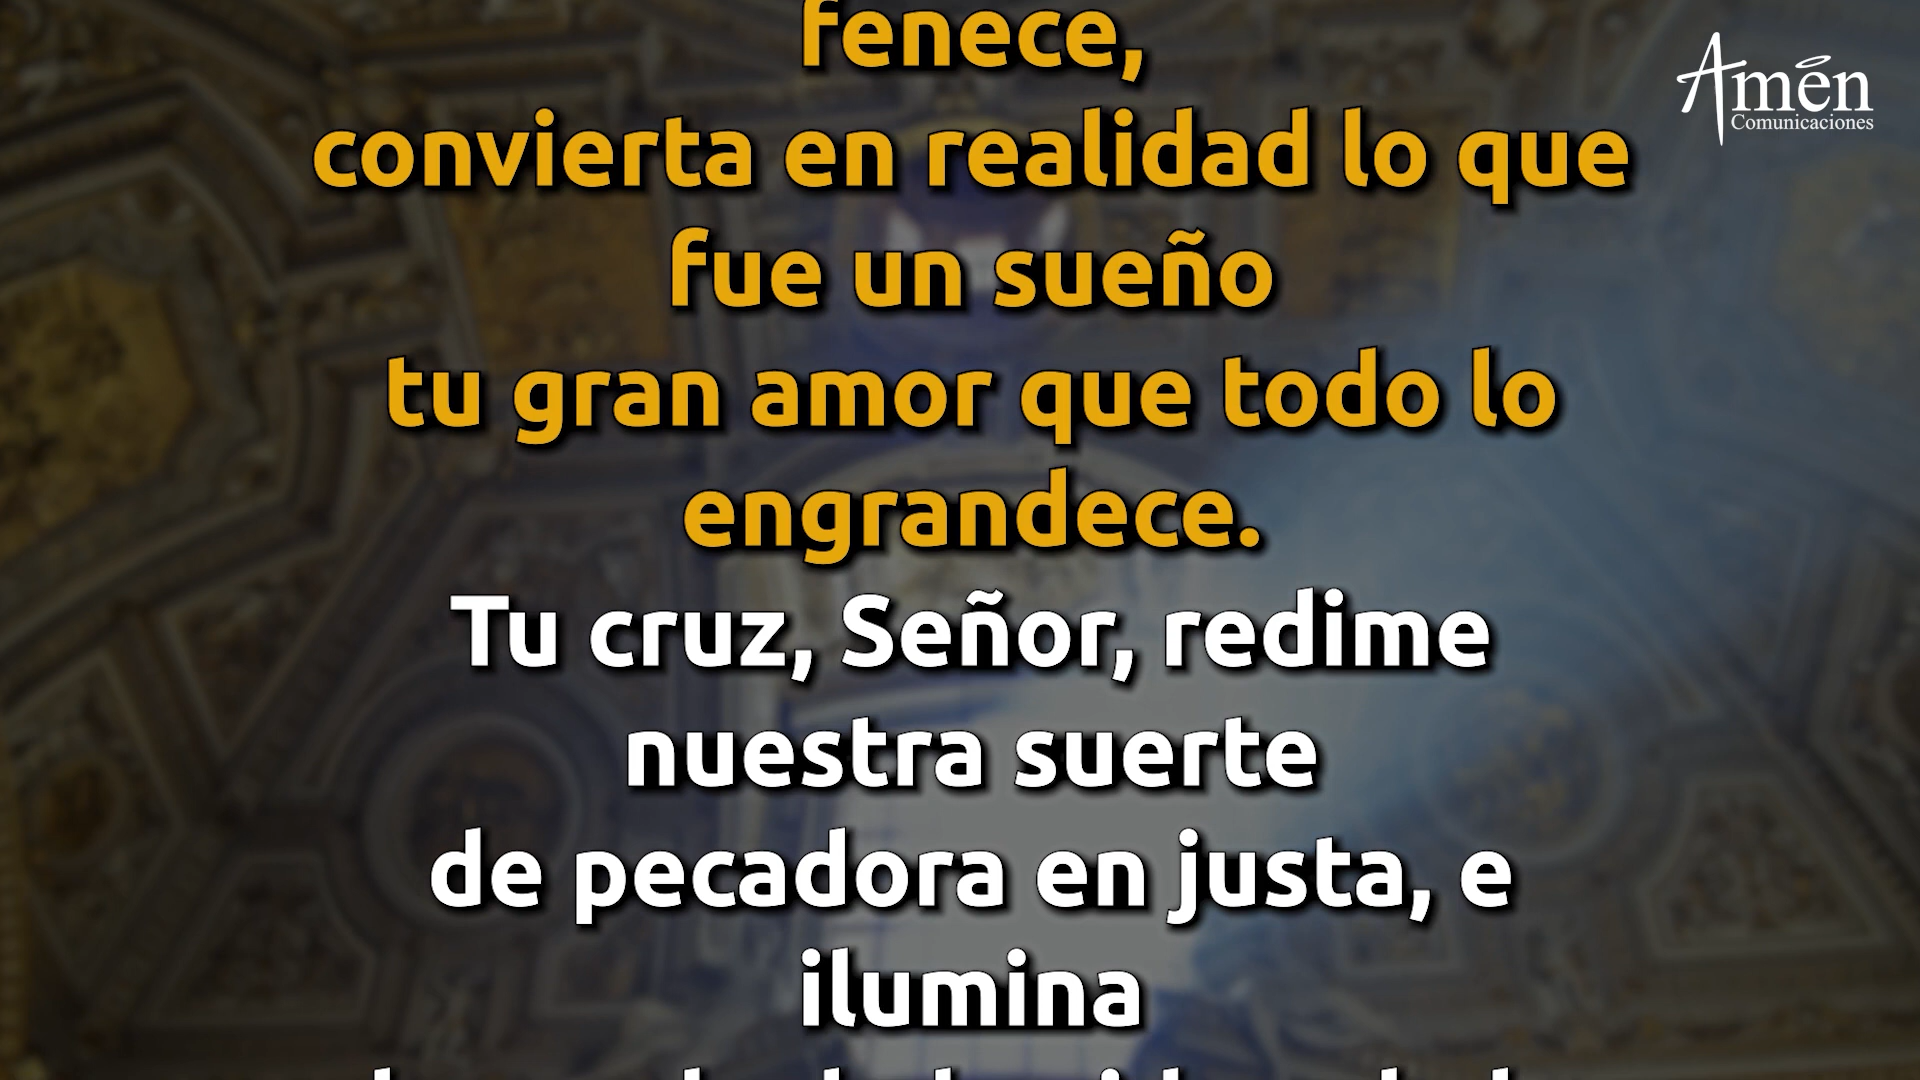 fenece,
Amén
Comunicaciones
convierta en realidad lo que
fue un sueño
tu gran amor que todo lo
engrandece.
Tu cruz, Señor, redime
nuestra suerte
de pecadora en justa, e
ilumina